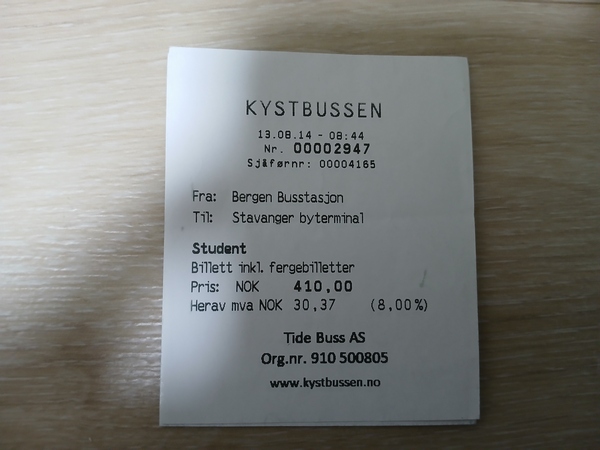 KYSTBUSSEN
13.08.14 - 08:44
Nr. 00002947
Sjåførnr: 00004165
Fra: Bergen Busstasjon
Til: Stavanger byterminal
Student
Billett inkl. fergebilletter
Pris: NOK 410,00
Herav mva NOK 30,37 (8,00%)
Tide Buss AS
Org.nr. 910 500805
www.kystbussen.no